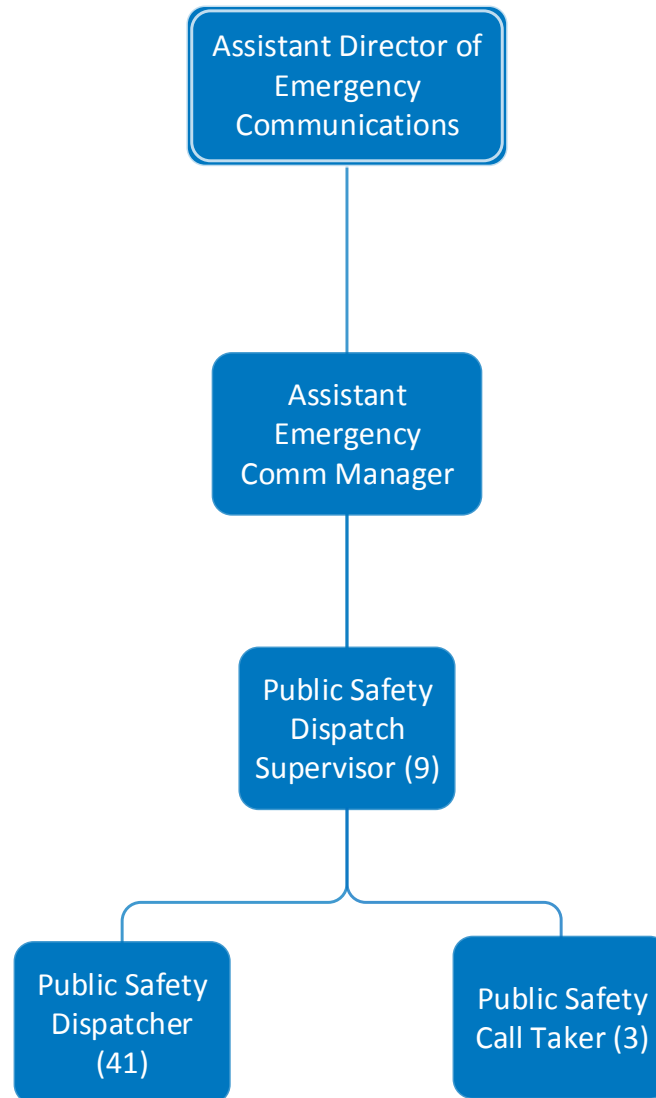 Assistant Director of
Emergency
Communications
Assistant
Emergency
Comm Manager
Public Safety
Dispatch
Supervisor (9)
Public Safety
Dispatcher
(41)
Public Safety
Call Taker (3)